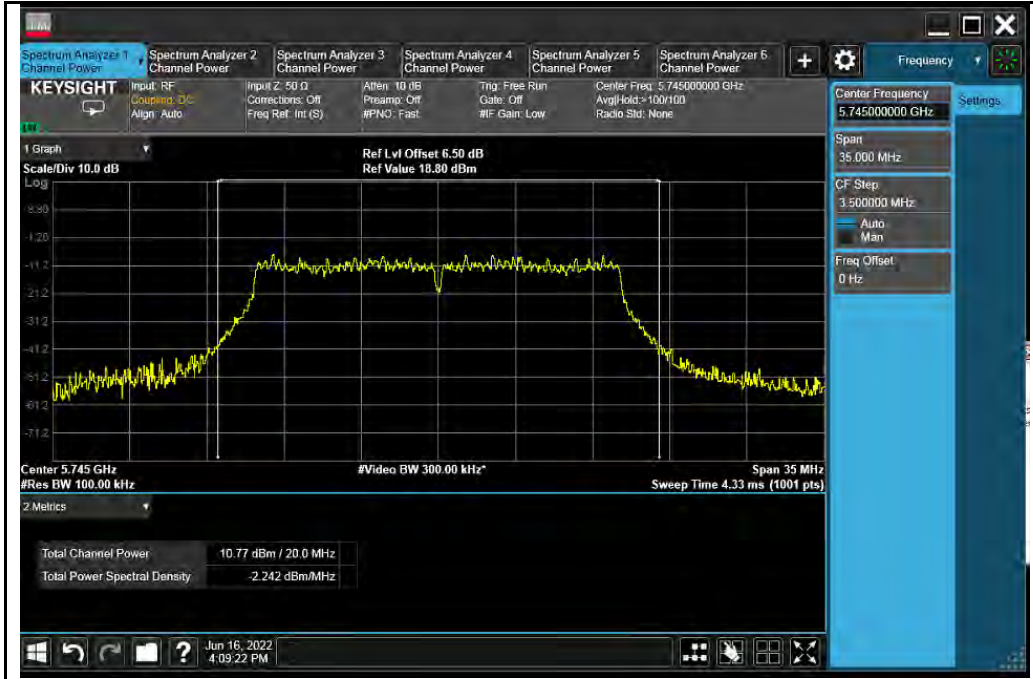 Spectrum Analyzer 1
Channel Power
Spectrum Analyzer 2
Channel Power
Spectrum Analyzer 3
Channel Power
Spectrum Analyzer 4
Channel Power
Spectrum Analyzer 5
Channel Power
Spectrum Analyzer 6
Channel Power
+
Frequency
KEYSIGHT
Input: RF
Coupling: DC
Align: Auto
Input Z: 50 Ω
Corrections: Off
Freq Ref: Int (S)
Atten: 10 dB
Preamp: Off
#PNO: Fast
Trig: Free Run
Gate: Off
#IF Gain: Low
Center Freq: 5.745000000 GHz
Avg|Hold:>100/100
Radio Std: None
Center Frequency
5.745000000 GHz
Settings
Span
35.000 MHz
CF Step
3.500000 MHz
Auto
Man
Freq Offset
0 Hz
1 Graph
Scale/Div 10.0 dB
Ref Lvl Offset 6.50 dB
Ref Value 18.80 dBm
Log
8.80
-1.20
-11.2
-21.2
-31.2
-41.2
-51.2
-61.2
-71.2
Center 5.745 GHz
#Video BW 300.00 kHz*
Span 35 MHz
#Res BW 100.00 kHz
Sweep Time 4.33 ms (1001 pts)
2 Metrics
Total Channel Power 10.77 dBm / 20.0 MHz
Total Power Spectral Density -2.242 dBm/MHz
?
Jun 16, 2022
4:09:22 PM